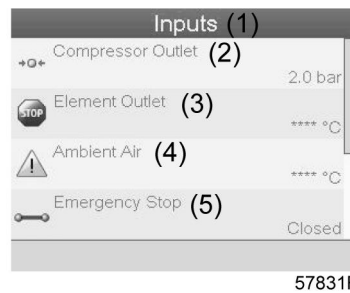 Inputs (1)
Compressor Outlet (2)
2.0 bar
Element Outlet (3)
STOP
**** °C
Ambient Air (4)
**** °C
Emergency Stop (5)
Closed